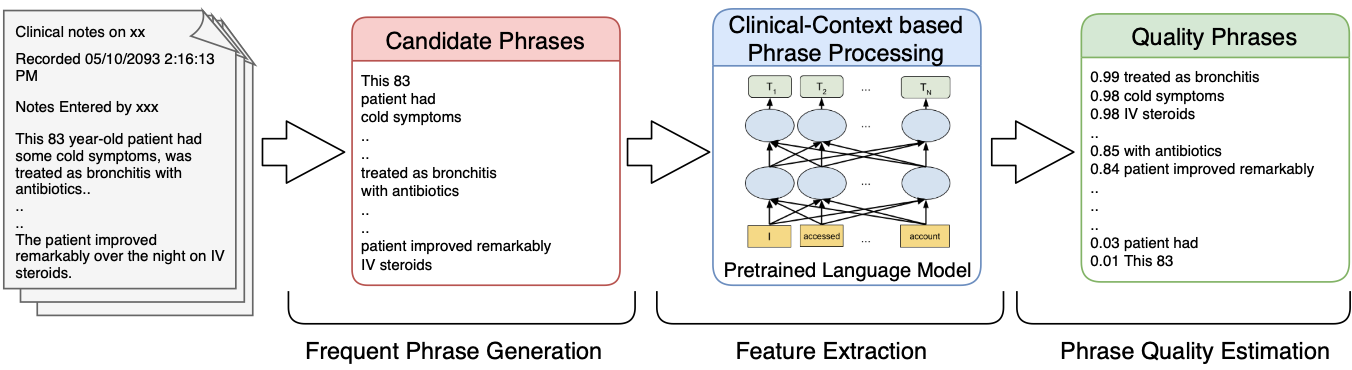 Clinical notes on xx
Recorded 05/10/2093 2:16:13
PM
Notes Entered by xxx
This 83 year-old patient had
some cold symptoms, was
treated as bronchitis with
antibiotics..
..
..
The patient improved
remarkably over the night on IV
steroids.
Candidate Phrases
This 83
patient had
cold symptoms
..
..
treated as bronchitis
with antibiotics
..
..
patient improved remarkably
IV steroids
Frequent Phrase Generation
Clinical-Context based
Phrase Processing
T1 T2 ... TN
...
...
I accessed ... account
Pretrained Language Model
Feature Extraction
Quality Phrases
0.99 treated as bronchitis
0.98 cold symptoms
0.98 IV steroids
..
0.85 with antibiotics
0.84 patient improved remarkably
..
..
..
0.03 patient had
0.01 This 83
Phrase Quality Estimation